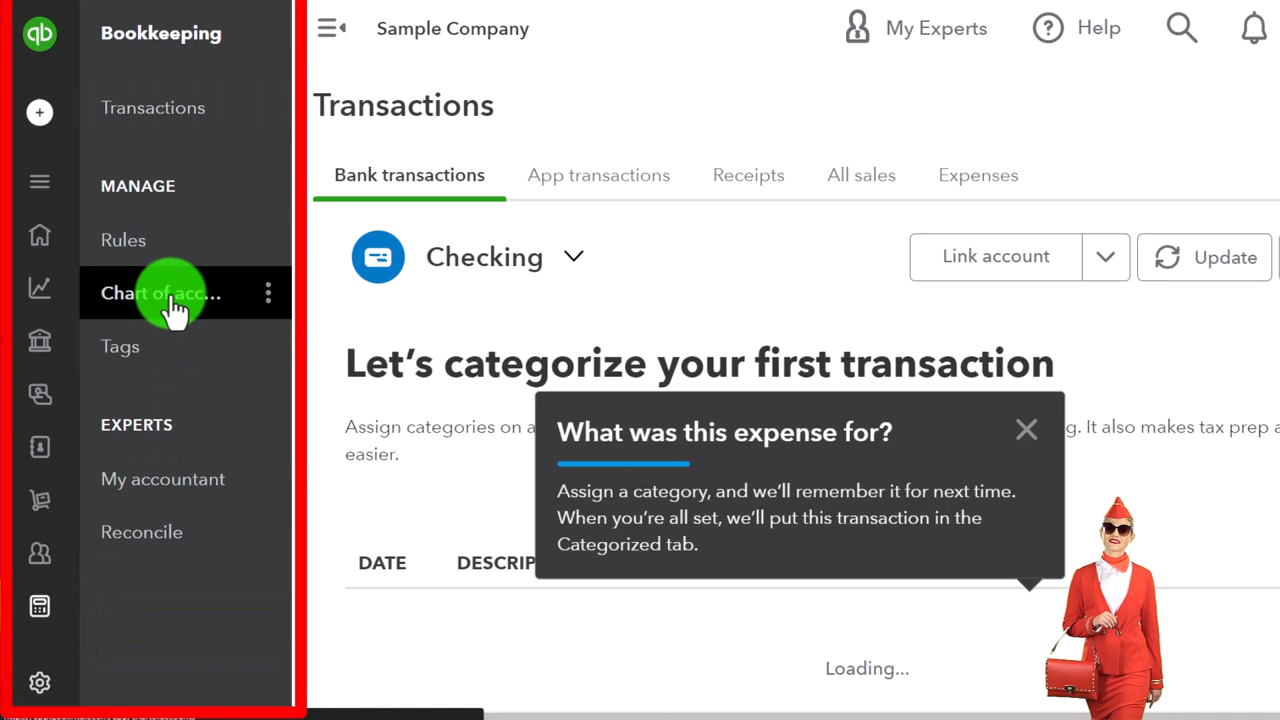 qb
Bookkeeping
Transactions
MANAGE
Rules
Chart of acc...
Tags
EXPERTS
My accountant
Reconcile
Sample Company
My Experts
Help
Transactions
Bank transactions
App transactions
Receipts
All sales
Expenses
Checking
Link account
Update
Let's categorize your first transaction
Assign categories on a
g. It also makes tax prep a
easier.
What was this expense for?
Assign a category, and we'll remember it for next time.
When you're all set, we'll put this transaction in the
Categorized tab.
DATE
DESCRIP
Loading...